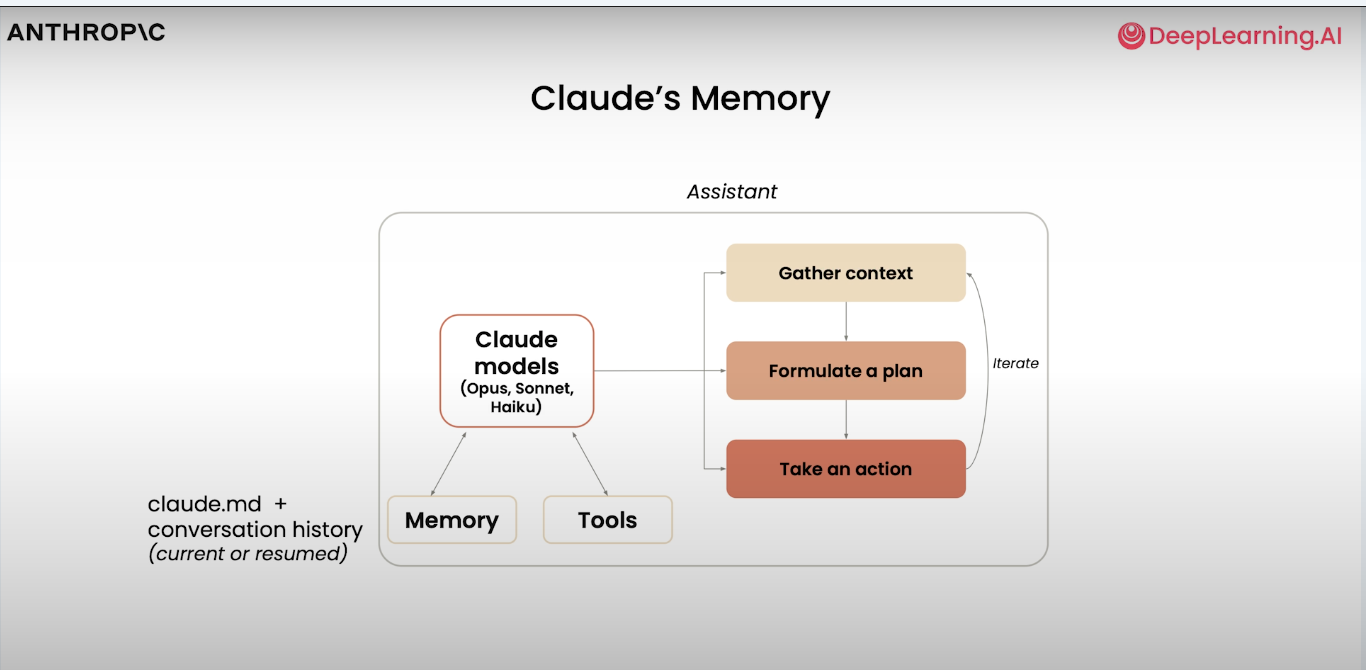 ANTHROP\C
DeepLearning.AI
Claude’s Memory
Assistant
Gather context
Claude
models
(Opus, Sonnet,
Haiku)
Formulate a plan
Iterate
Take an action
claude.md +
conversation history
(current or resumed)
Memory
Tools